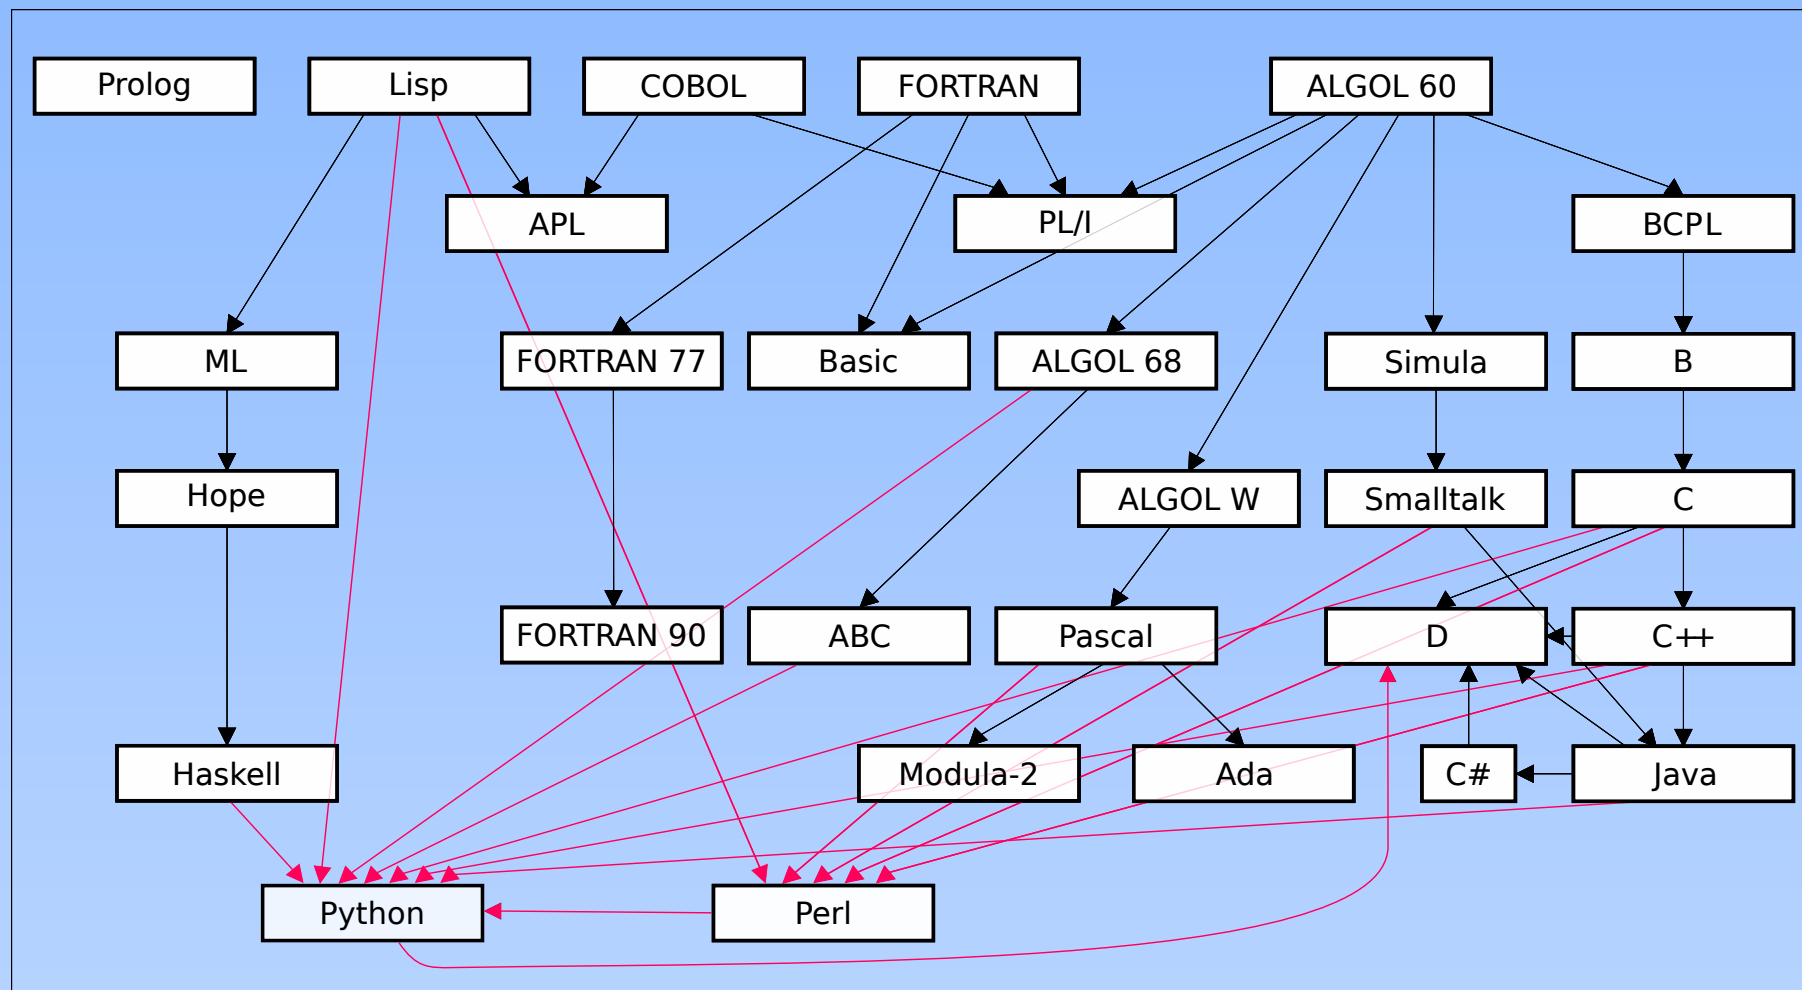 Prolog
Lisp
COBOL
FORTRAN
ALGOL 60
APL
PL/I
BCPL
ML
FORTRAN 77
Basic
ALGOL 68
Simula
B
Hope
ALGOL W
Smalltalk
C
FORTRAN 90
ABC
Pascal
D
C++
Haskell
Modula-2
Ada
C#
Java
Python
Perl